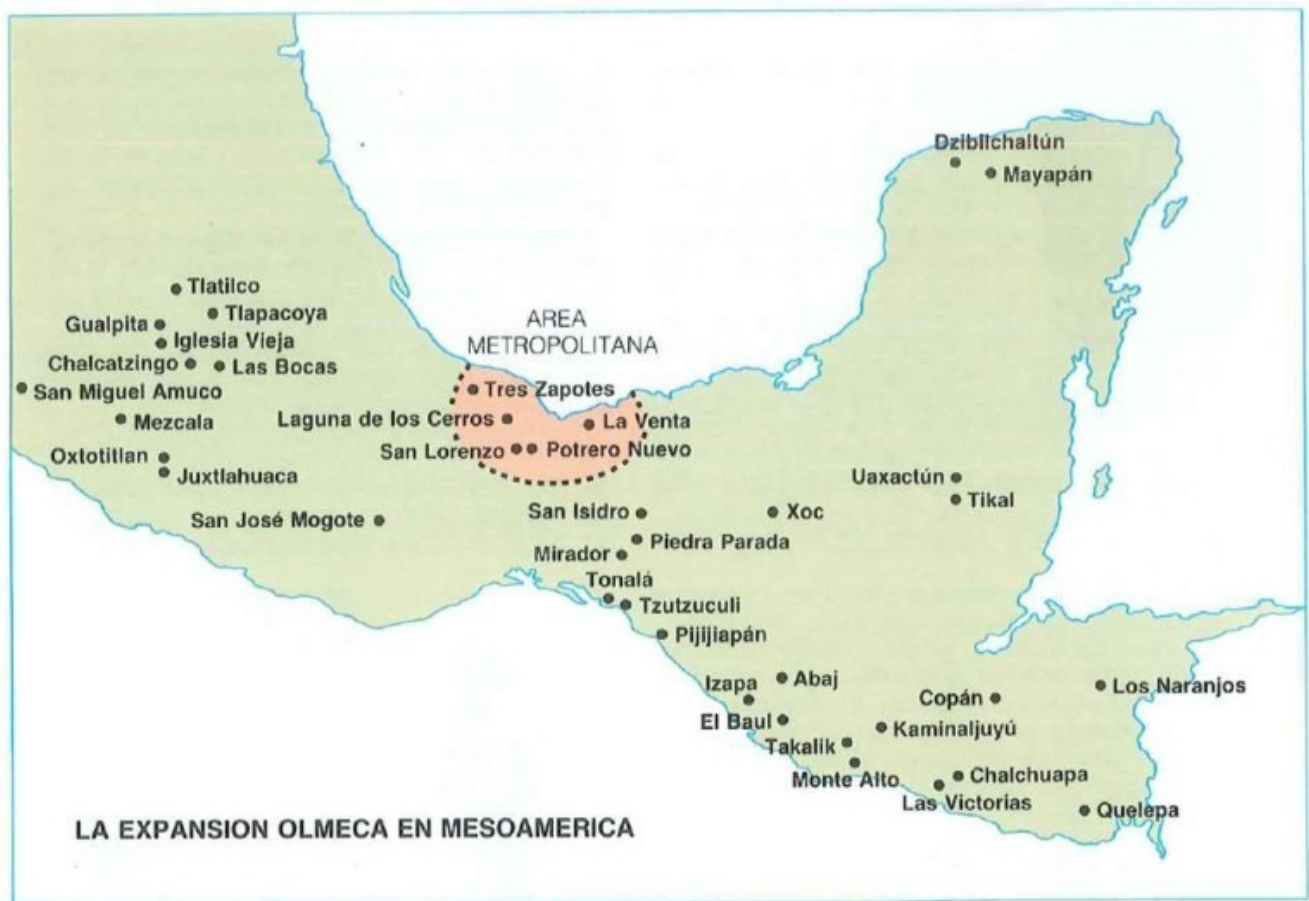 Dzibilchaltún
Mayapán
Tlatilco
Tlapacoya
Gualpita
Iglesia Vieja
Chalcatzingo
Las Bocas
San Miguel Amuco
Mezcala
Oxtotitlan
Juxtlahuaca
San José Mogote
AREA
METROPOLITANA
Tres Zapotes
Laguna de los Cerros
La Venta
San Lorenzo
Potrero Nuevo
Uaxactún
Tikal
San Isidro
Xoc
Piedra Parada
Mirador
Tonalá
Tzutzuculi
Pijijiapán
Abaj
Izapa
Los Naranjos
Copán
El Baul
Kaminaljuyú
Takalik
Monte Alto
Chalchuapa
Las Victorias
Quelepa
LA EXPANSION OLMECA EN MESOAMERICA